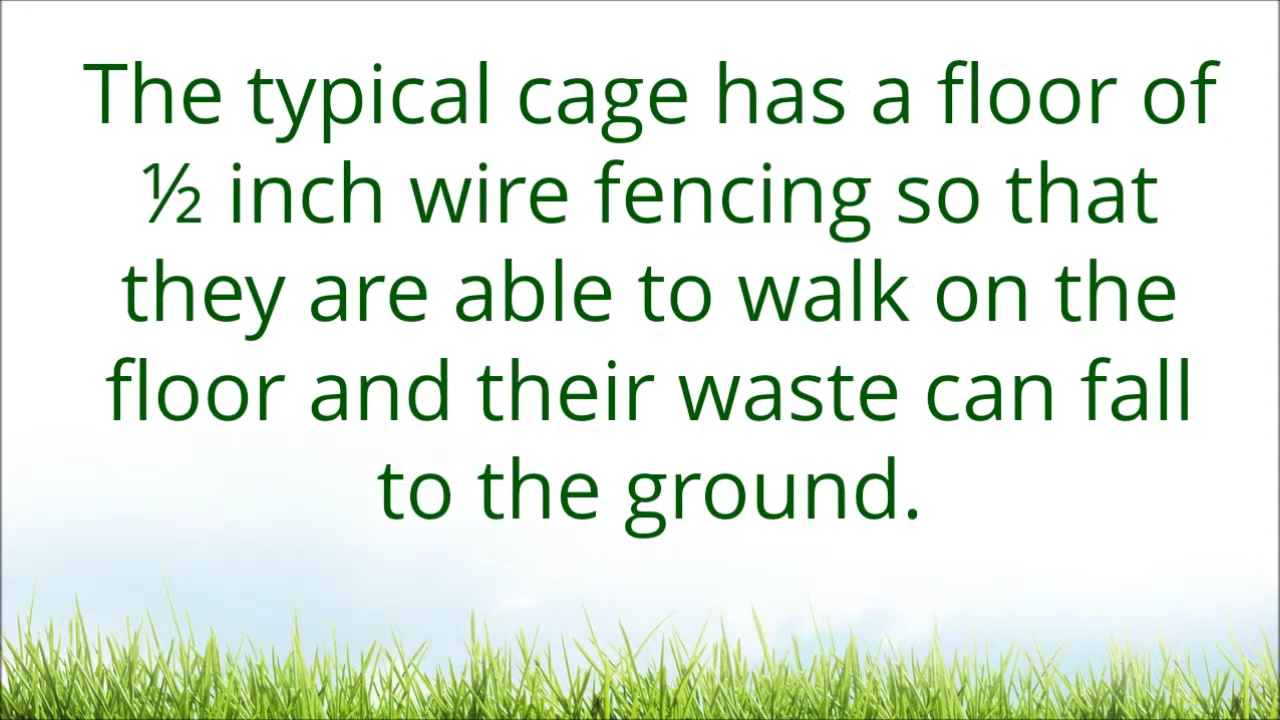 The typical cage has a floor of
½ inch wire fencing so that
they are able to walk on the
floor and their waste can fall
to the ground.